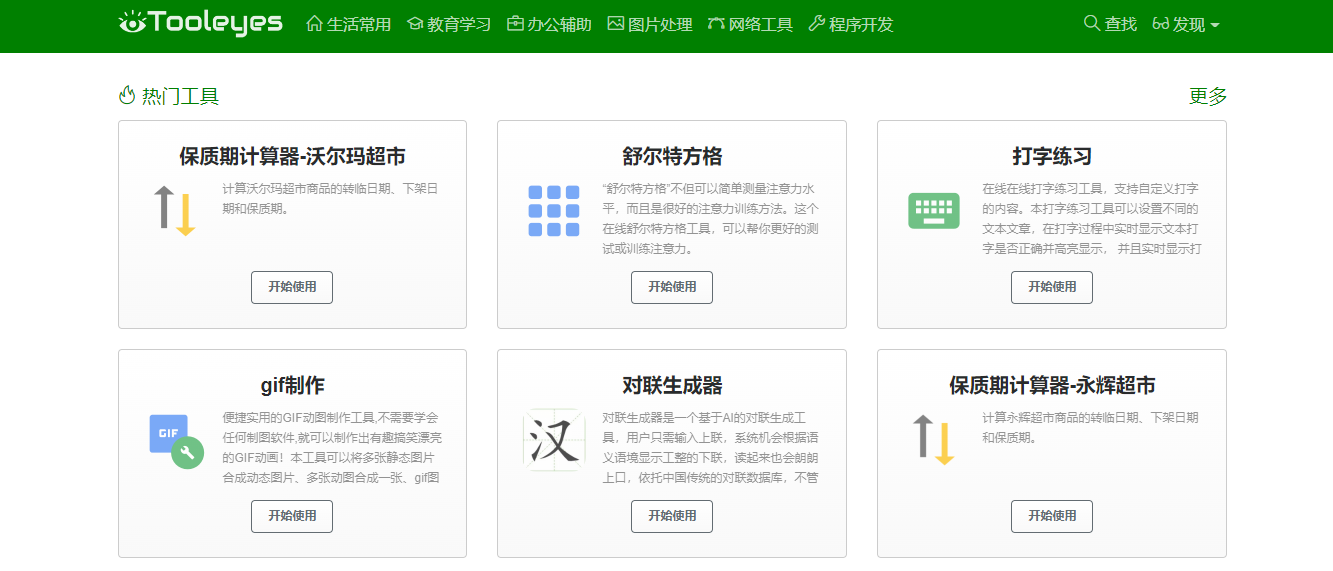 Tooleyes 生活常用 教育学习 办公辅助 图片处理 网络工具 程序开发 查找 发现
热门工具 更多
保质期计算器-沃尔玛超市
计算沃尔玛超市商品的转临日期、下架日
期和保质期。
开始使用
舒尔特方格
“舒尔特方格”不但可以简单测量注意力水
平，而且是很好的注意力训练方法。这个
在线舒尔特方格工具，可以帮你更好的测
试或训练注意力。
开始使用
打字练习
在线在线打字练习工具，支持自定义打字
的内容。本打字练习工具可以设置不同的
文本文章，在打字过程中实时显示文本打
字是否正确并高亮显示， 并且实时显示打
开始使用
gif制作
GIF
便捷实用的GIF动图制作工具,不需要学会
任何制图软件,就可以制作出有趣搞笑漂亮
的GIF动画！本工具可以将多张静态图片
合成动态图片、多张动图合成一张、gif图
开始使用
对联生成器
汉
对联生成器是一个基于AI的对联生成工
具，用户只需输入上联，系统机会根据语
义语境显示工整的下联，读起来也会朗朗
上口，依托中国传统的对联数据库，不管
开始使用
保质期计算器-永辉超市
计算永辉超市商品的转临日期、下架日期
和保质期。
开始使用